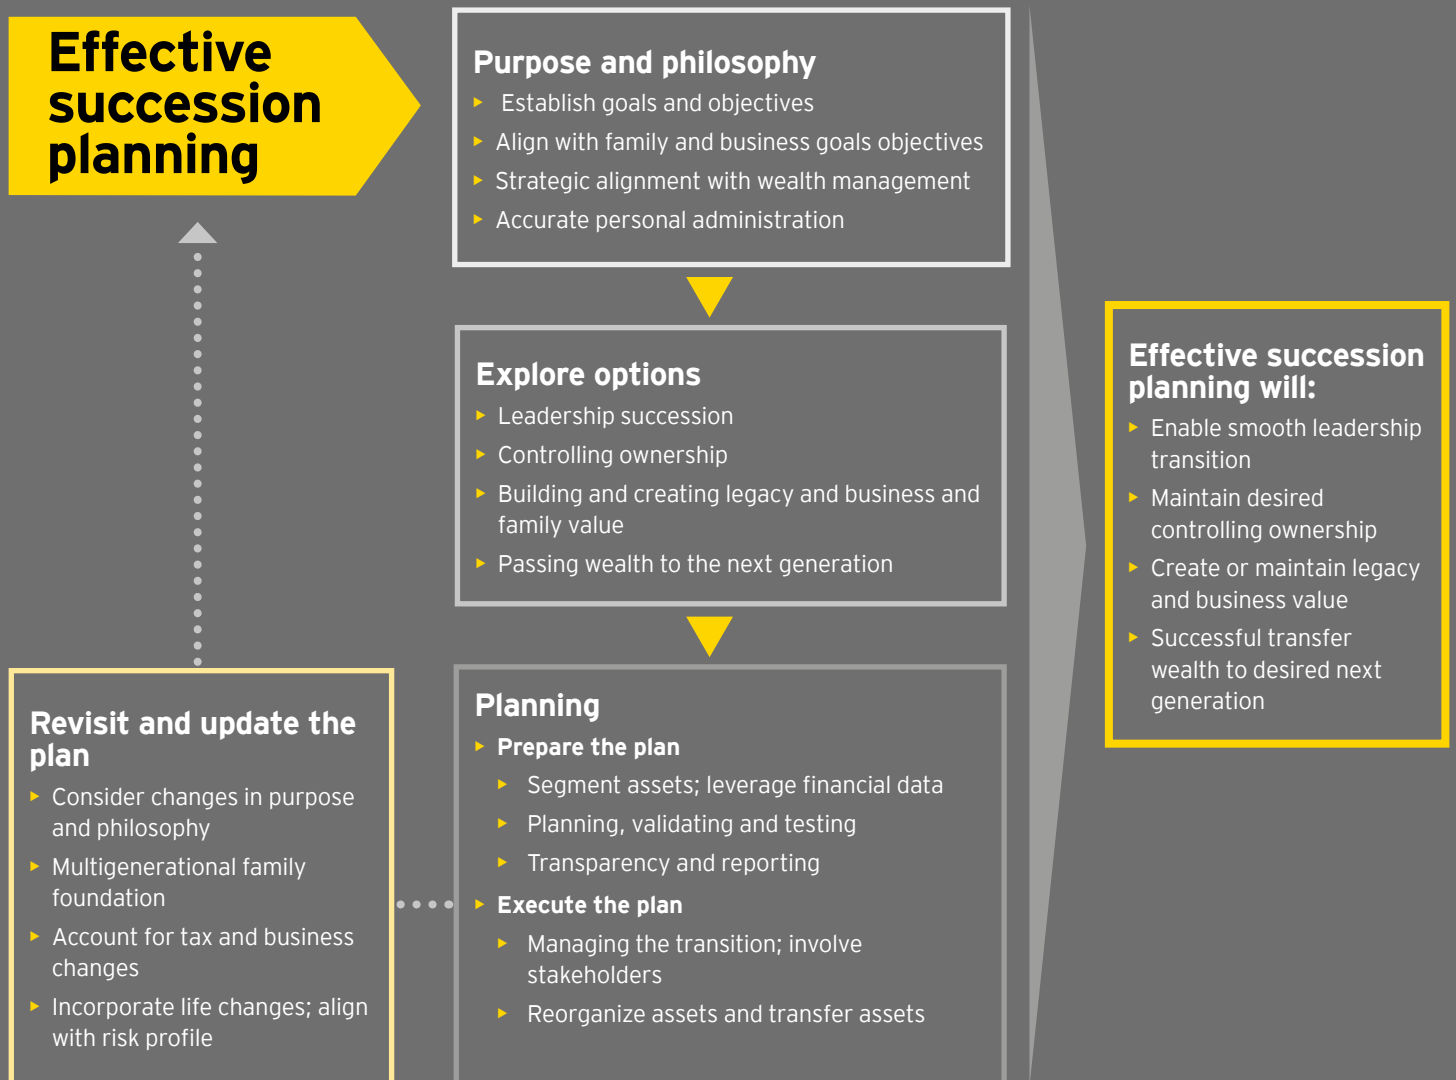 Effective
succession
planning
Purpose and philosophy
Establish goals and objectives
Align with family and business goals objectives
Strategic alignment with wealth management
Accurate personal administration
Explore options
Leadership succession
Controlling ownership
Building and creating legacy and business and
family value
Passing wealth to the next generation
Planning
Prepare the plan
Segment assets; leverage financial data
Planning, validating and testing
Transparency and reporting
Execute the plan
Managing the transition; involve
stakeholders
Reorganize assets and transfer assets
Revisit and update the
plan
Consider changes in purpose
and philosophy
Multigenerational family
foundation
Account for tax and business
changes
Incorporate life changes; align
with risk profile
Effective succession
planning will:
Enable smooth leadership
transition
Maintain desired
controlling ownership
Create or maintain legacy
and business value
Successful transfer
wealth to desired next
generation